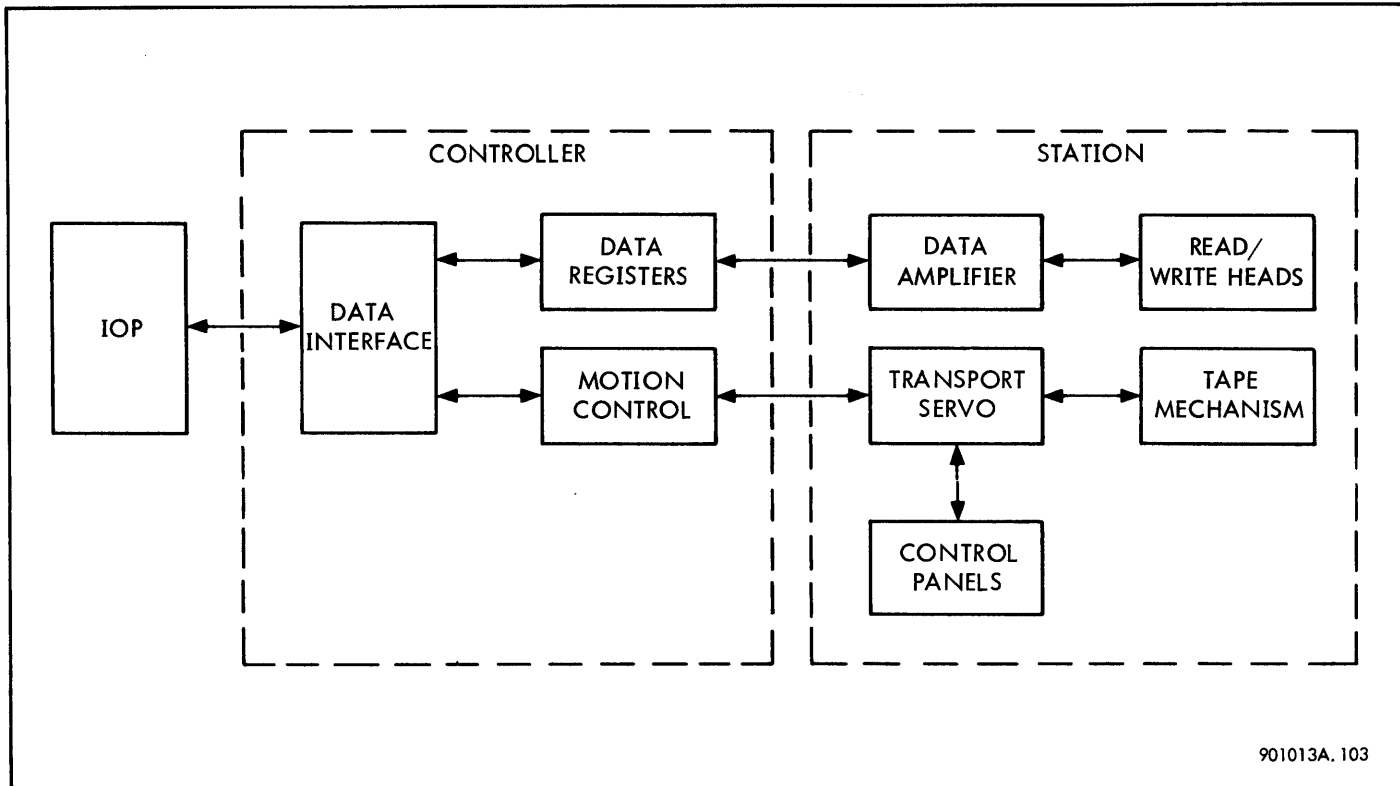 CONTROLLER
STATION
IOP
DATA
INTERFACE
DATA
REGISTERS
MOTION
CONTROL
DATA
AMPLIFIER
READ/
WRITE HEADS
TRANSPORT
SERVO
TAPE
MECHANISM
CONTROL
PANELS
901013A. 103